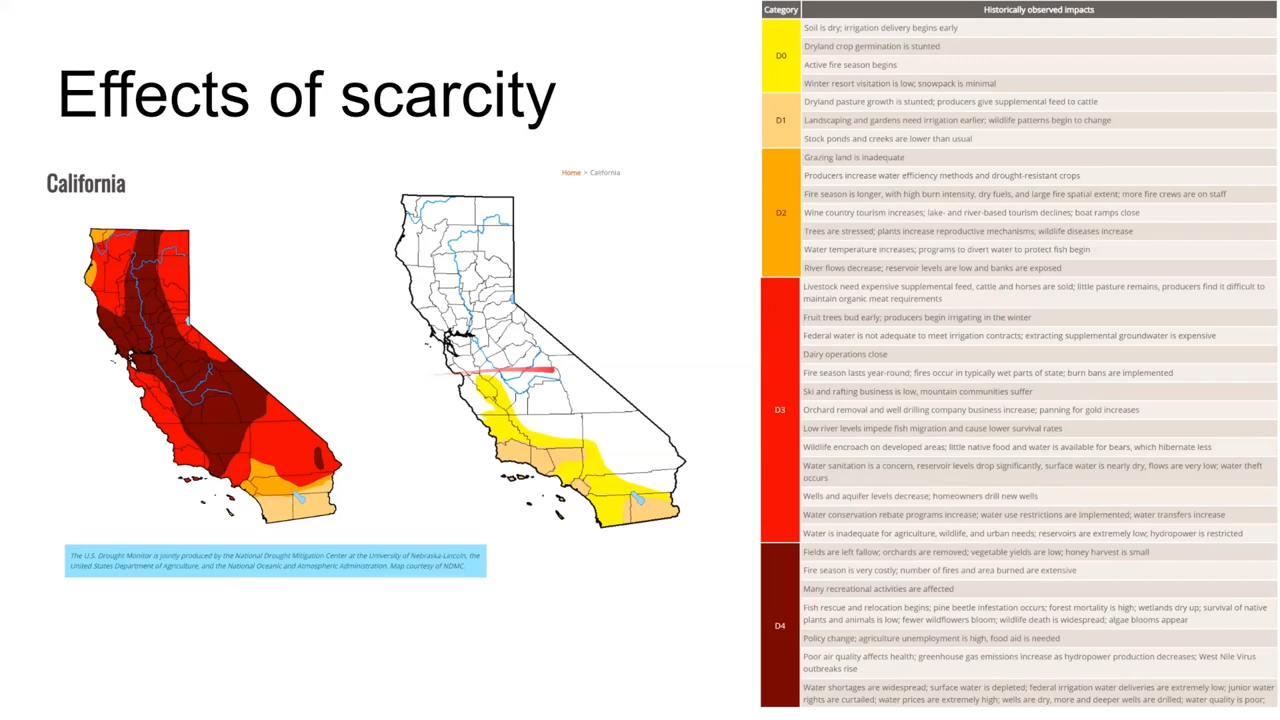 Effects of scarcity
California
Home > California
The U.S. Drought Monitor is jointly produced by the National Drought Mitigation Center at the University of Nebraska-Lincoln, the
United States Department of Agriculture, and the National Oceanic and Atmospheric Administration. Map courtesy of NDMC.
Category Historically observed impacts
D0
Soil is dry; irrigation delivery begins early
Dryland crop germination is stunted
Active fire season begins
Winter resort visitation is low; snowpack is minimal
D1
Dryland pasture growth is stunted; producers give supplemental feed to cattle
Landscaping and gardens need irrigation earlier; wildlife patterns begin to change
Stock ponds and creeks are lower than usual
D2
Grazing land is inadequate
Producers increase water efficiency methods and drought-resistant crops
Fire season is longer, with high burn intensity, dry fuels, and large fire spatial extent; more fire crews are on staff
Wine country tourism increases; lake- and river-based tourism declines; boat ramps close
Trees are stressed; plants increase reproductive mechanisms; wildlife diseases increase
Water temperature increases; programs to divert water to protect fish begin
River flows decrease; reservoir levels are low and banks are exposed
D3
Livestock need expensive supplemental feed, cattle and horses are sold; little pasture remains, producers find it difficult to
maintain organic meat requirements
Fruit trees bud early; producers begin irrigating in the winter
Federal water is not adequate to meet irrigation contracts; extracting supplemental groundwater is expensive
Dairy operations close
Fire season lasts year-round; fires occur in typically wet parts of state; burn bans are implemented
Ski and rafting business is low, mountain communities suffer
Orchard removal and well drilling company business increase; panning for gold increases
Low river levels impede fish migration and cause lower survival rates
Wildlife encroach on developed areas; little native food and water is available for bears, which hibernate less
Water sanitation is a concern, reservoir levels drop significantly, surface water is nearly dry, flows are very low; water theft
occurs
Wells and aquifer levels decrease; homeowners drill new wells
Water conservation rebate programs increase; water use restrictions are implemented; water transfers increase
Water is inadequate for agriculture, wildlife, and urban needs; reservoirs are extremely low; hydropower is restricted
D4
Fields are left fallow; orchards are removed; vegetable yields are low; honey harvest is small
Fire season is very costly; number of fires and area burned are extensive
Many recreational activities are affected
Fish rescue and relocation begins; pine beetle infestation occurs; forest mortality is high; wetlands dry up; survival of native
plants and animals is low; fewer wildflowers bloom; wildlife death is widespread; algae blooms appear
Policy change; agriculture unemployment is high, food aid is needed
Poor air quality affects health; greenhouse gas emissions increase as hydropower production decreases; West Nile Virus
outbreaks rise
Water shortages are widespread; surface water is depleted; federal irrigation water deliveries are extremely low; junior water
rights are curtailed; water prices are extremely high; wells are dry, more and deeper wells are drilled; water quality is poor;